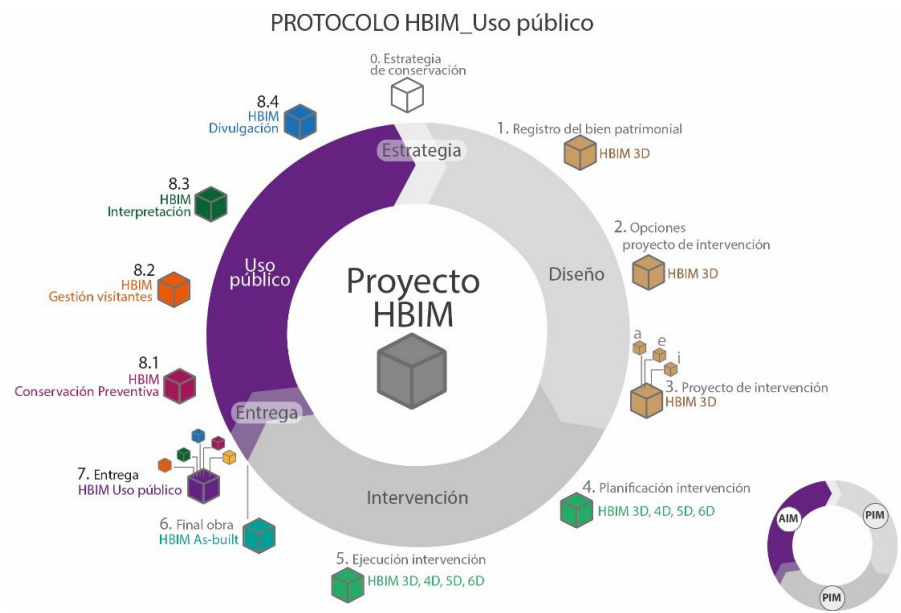 PROTOCOLO HBIM_Uso público
0. Estrategia
de conservación
Estrategia
1. Registro del bien patrimonial
HBIM 3D
2. Opciones
proyecto de intervención
HBIM 3D
Diseño
a
e
i
3. Proyecto de intervención
HBIM 3D
4. Planificación intervención
HBIM 3D, 4D, 5D, 6D
Intervención
5. Ejecución intervención
HBIM 3D, 4D, 5D, 6D
6. Final obra
HBIM As-built
7. Entrega
HBIM Uso público
Entrega
8.1
HBIM
Conservación Preventiva
8.2
HBIM
Gestión visitantes
Uso
público
8.3
HBIM
Interpretación
8.4
HBIM
Divulgación
Proyecto
HBIM
AIM
PIM
PIM